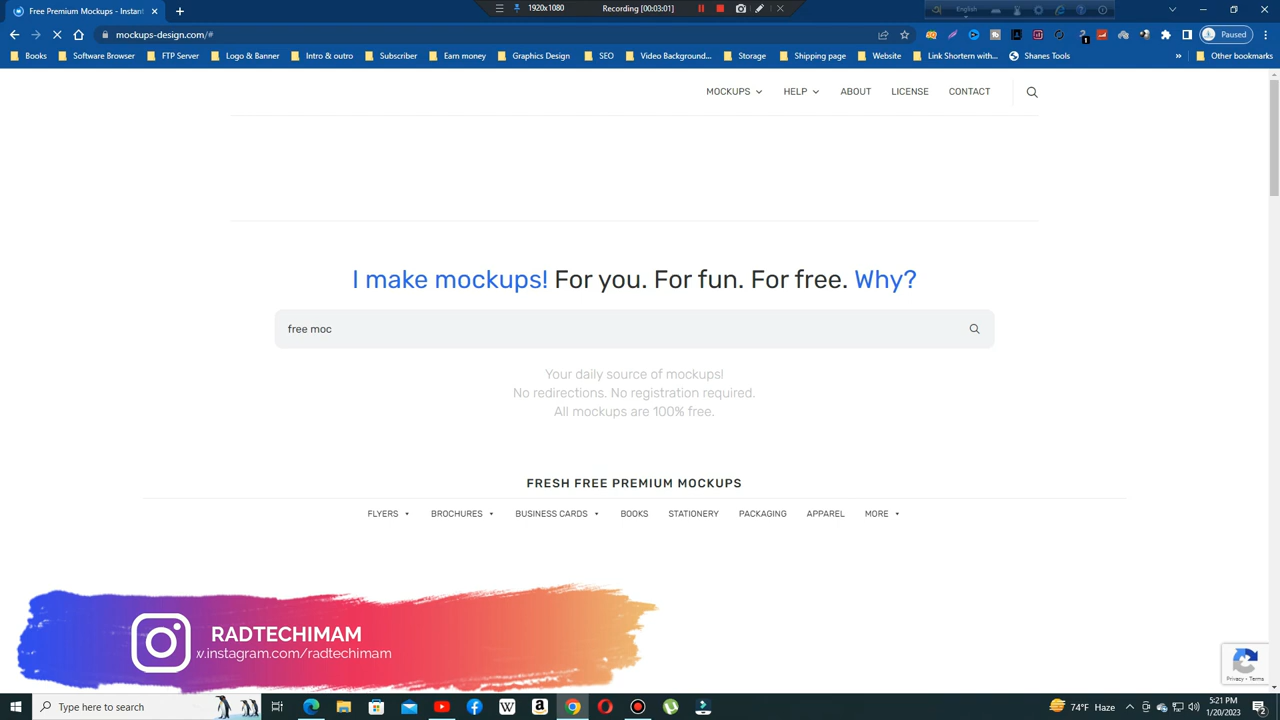 1920x1080
Recording [00:03:01]
English
Free Premium Mockups - Instan
mockups-design.com/#
Paused
Books
Software Browser
FTP Server
Logo & Banner
Intro & outro
Subscriber
Earn money
Graphics Design
SEO
Video Background...
Storage
Shipping page
Website
Link Shortern with...
Shanes Tools
»
Other bookmarks
MOCKUPS
HELP
ABOUT
LICENSE
CONTACT
I make mockups! For you. For fun. For free. Why?
free moc
Your daily source of mockups!
No redirections. No registration required.
All mockups are 100% free.
FRESH FREE PREMIUM MOCKUPS
FLYERS
BROCHURES
BUSINESS CARDS
BOOKS
STATIONERY
PACKAGING
APPAREL
MORE
RADTECHIMAM
w.instagram.com/radtechimam
Privacy - Terms
Type here to search
74°F Haze
5:21 PM
1/20/2023